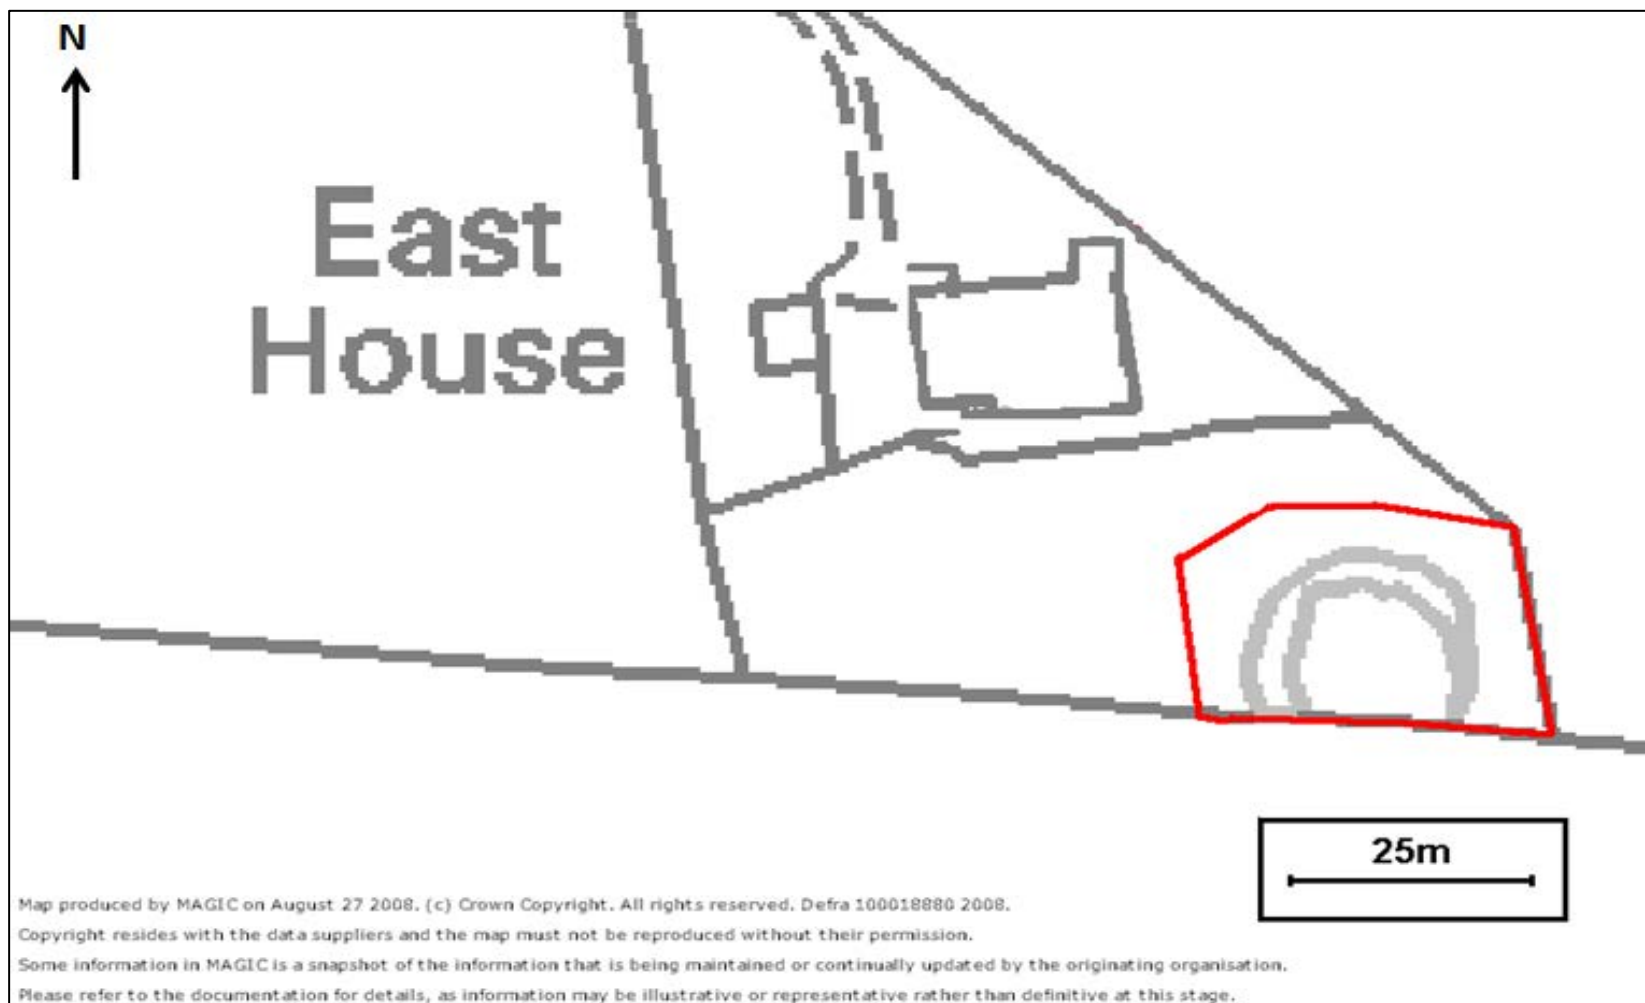 N
East
House
25m
Map produced by MAGIC on August 27 2008. (c) Crown Copyright. All rights reserved. Defra 100018880 2008.
Copyright resides with the data suppliers and the map must not be reproduced without their permission.
Some information in MAGIC is a snapshot of the information that is being maintained or continually updated by the originating organisation.
Please refer to the documentation for details, as information may be illustrative or representative rather than definitive at this stage.